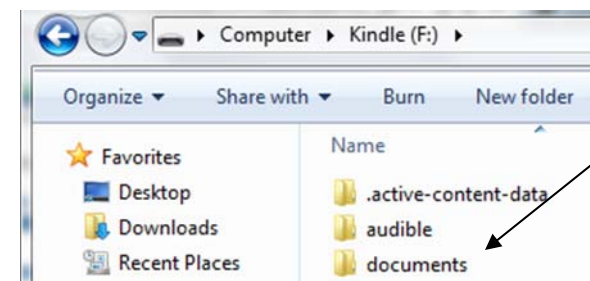 Computer ▸ Kindle (F:) ▸
Organize ▾ Share with ▾ Burn New folder
Favorites
Desktop
Downloads
Recent Places
Name
.active-content-data
audible
documents